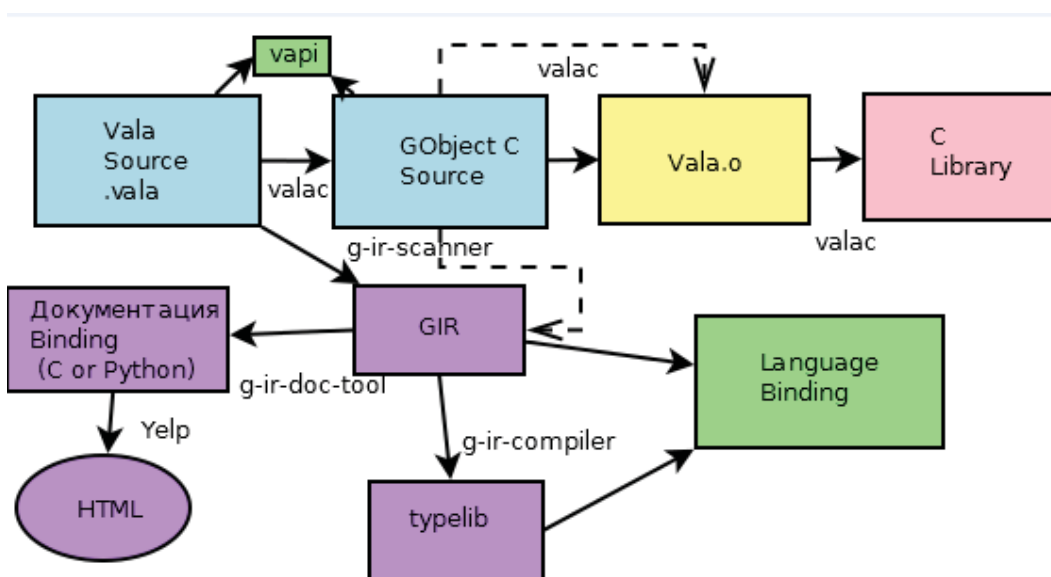 vapi
valac
Vala
Source
.vala
valac
GObject C
Source
Vala.o
C
Library
valac
g-ir-scanner
Документация
Binding
(C or Python)
GIR
Language
Binding
g-ir-doc-tool
Yelp
g-ir-compiler
HTML
typelib